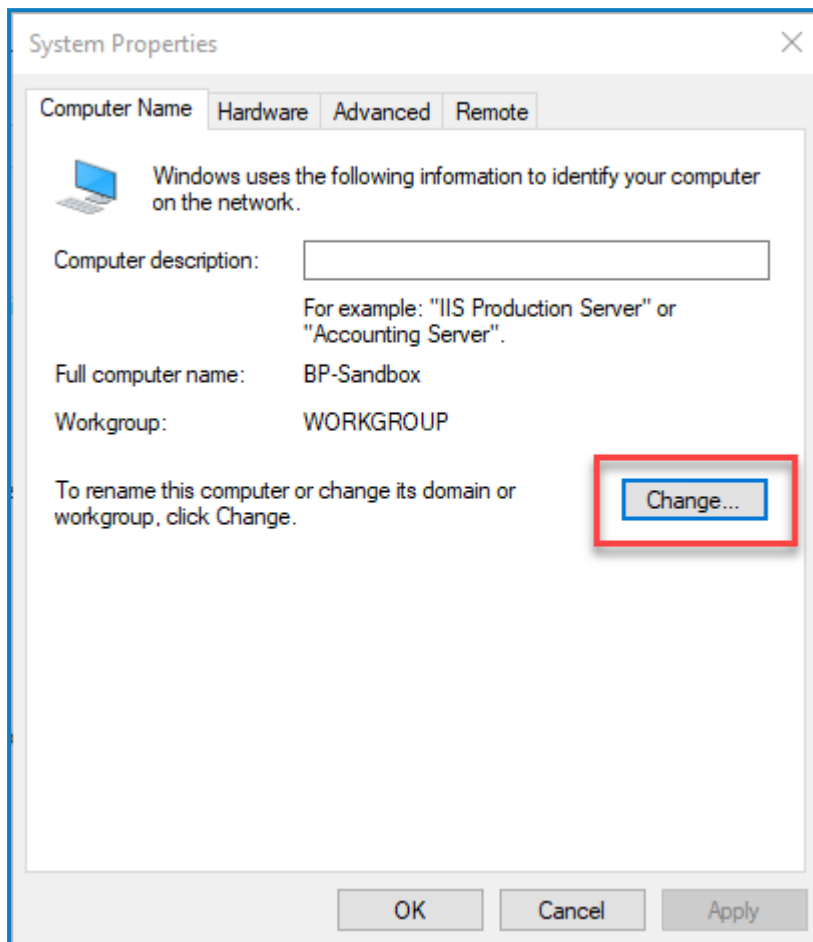 System Properties
Computer Name
Hardware
Advanced
Remote
Windows uses the following information to identify your computer
on the network.
Computer description:
For example: "IIS Production Server" or
"Accounting Server".
Full computer name:
BP-Sandbox
Workgroup:
WORKGROUP
To rename this computer or change its domain or
workgroup, click Change.
Change...
OK
Cancel
Apply